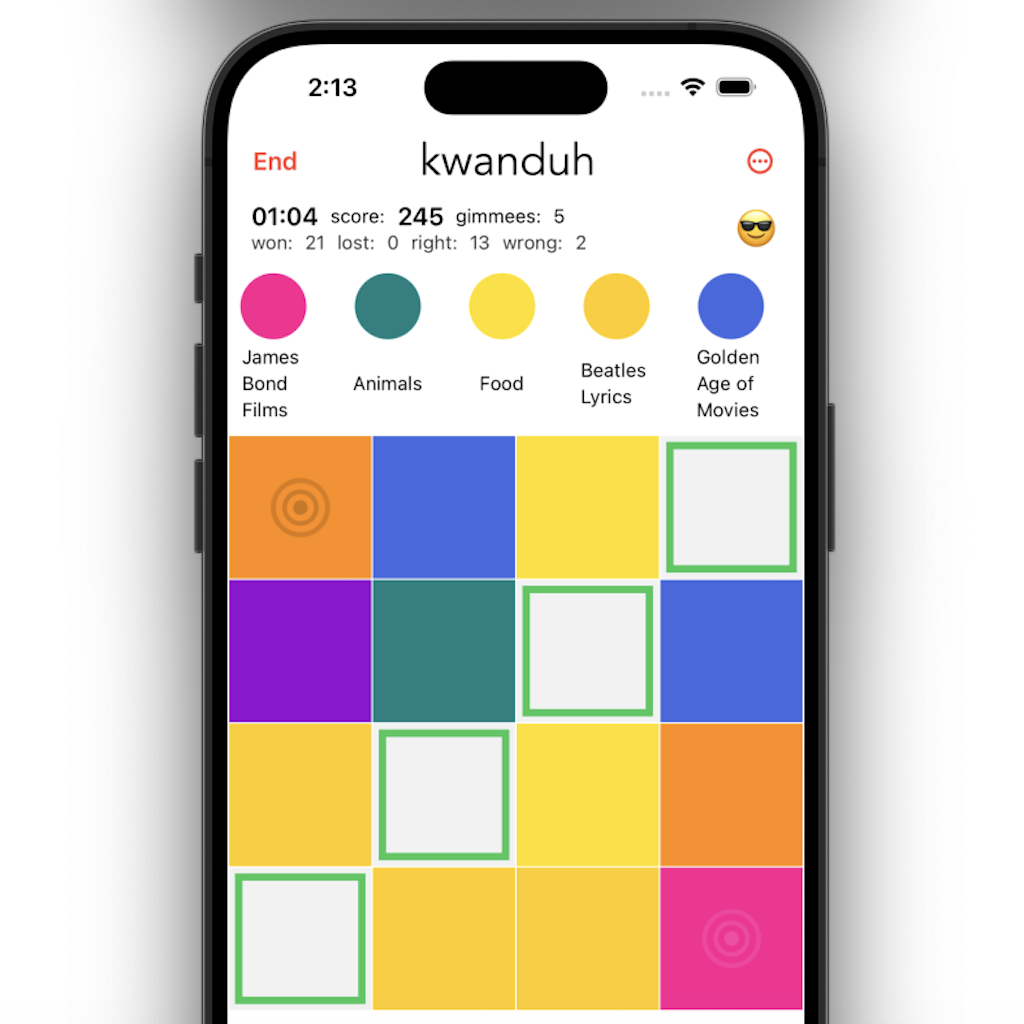 2:13
End kwanduh
01:04 score: 245 gimmees: 5
won: 21 lost: 0 right: 13 wrong: 2
James Bond Films
Animals
Food
Beatles Lyrics
Golden Age of Movies